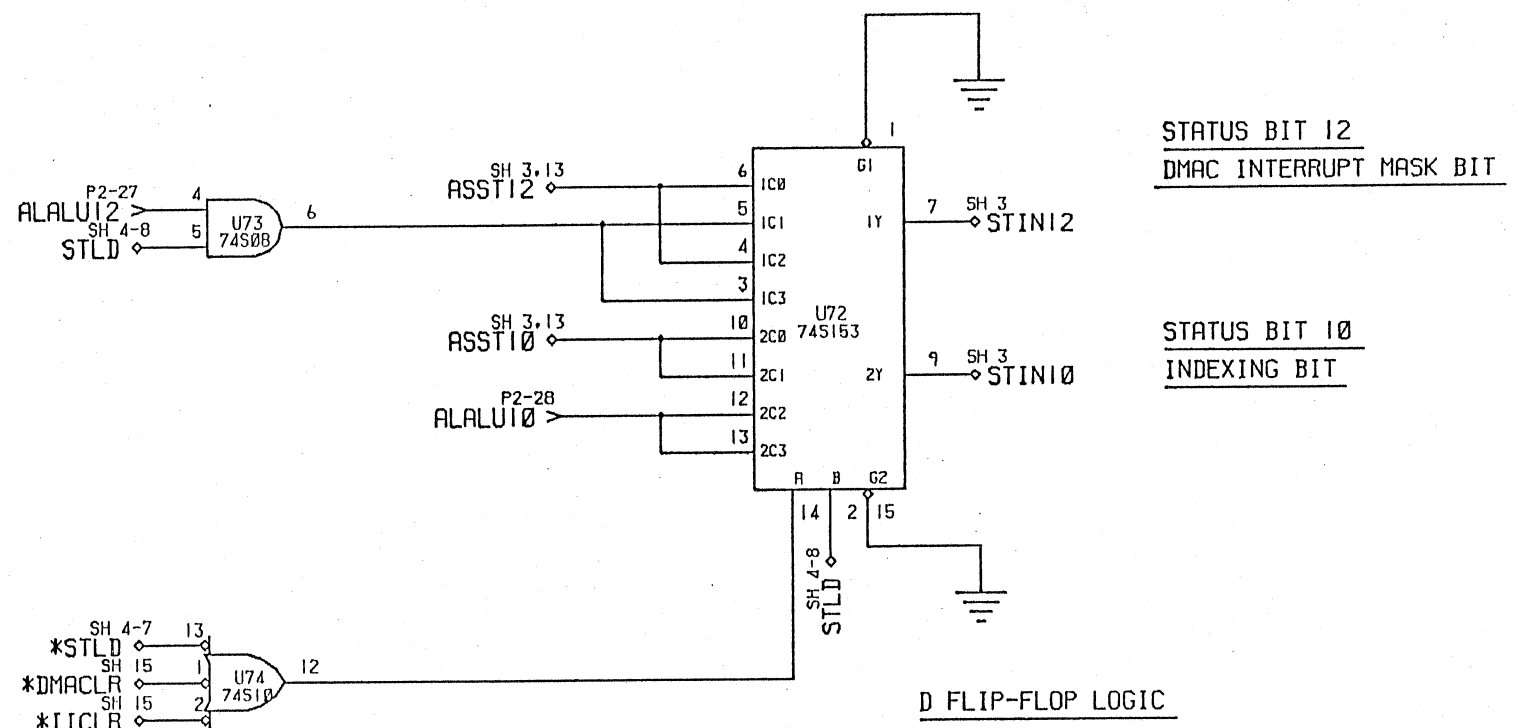 1
G1
STATUS BIT 12
DMAC INTERRUPT MASK BIT
SH 3,13
ASST12
6
1C0
P2-27
ALALU12
4
U73
74S08
6
5
1C1
1Y
7
SH 3
STIN12
SH 4-8
STLD
5
4
1C2
3
1C3
U72
74S153
SH 3,13
ASST10
10
2C0
STATUS BIT 10
11
2C1
2Y
9
SH 3
STIN10
INDEXING BIT
P2-28
ALALU10
12
2C2
13
2C3
A B G2
14 2 15
SH 4-8
STLD
SH 4-7
*STLD
13
SH 15
*DMACLR
1
U74
74S10
12
SH 15
*IICLR
2
D FLIP-FLOP LOGIC